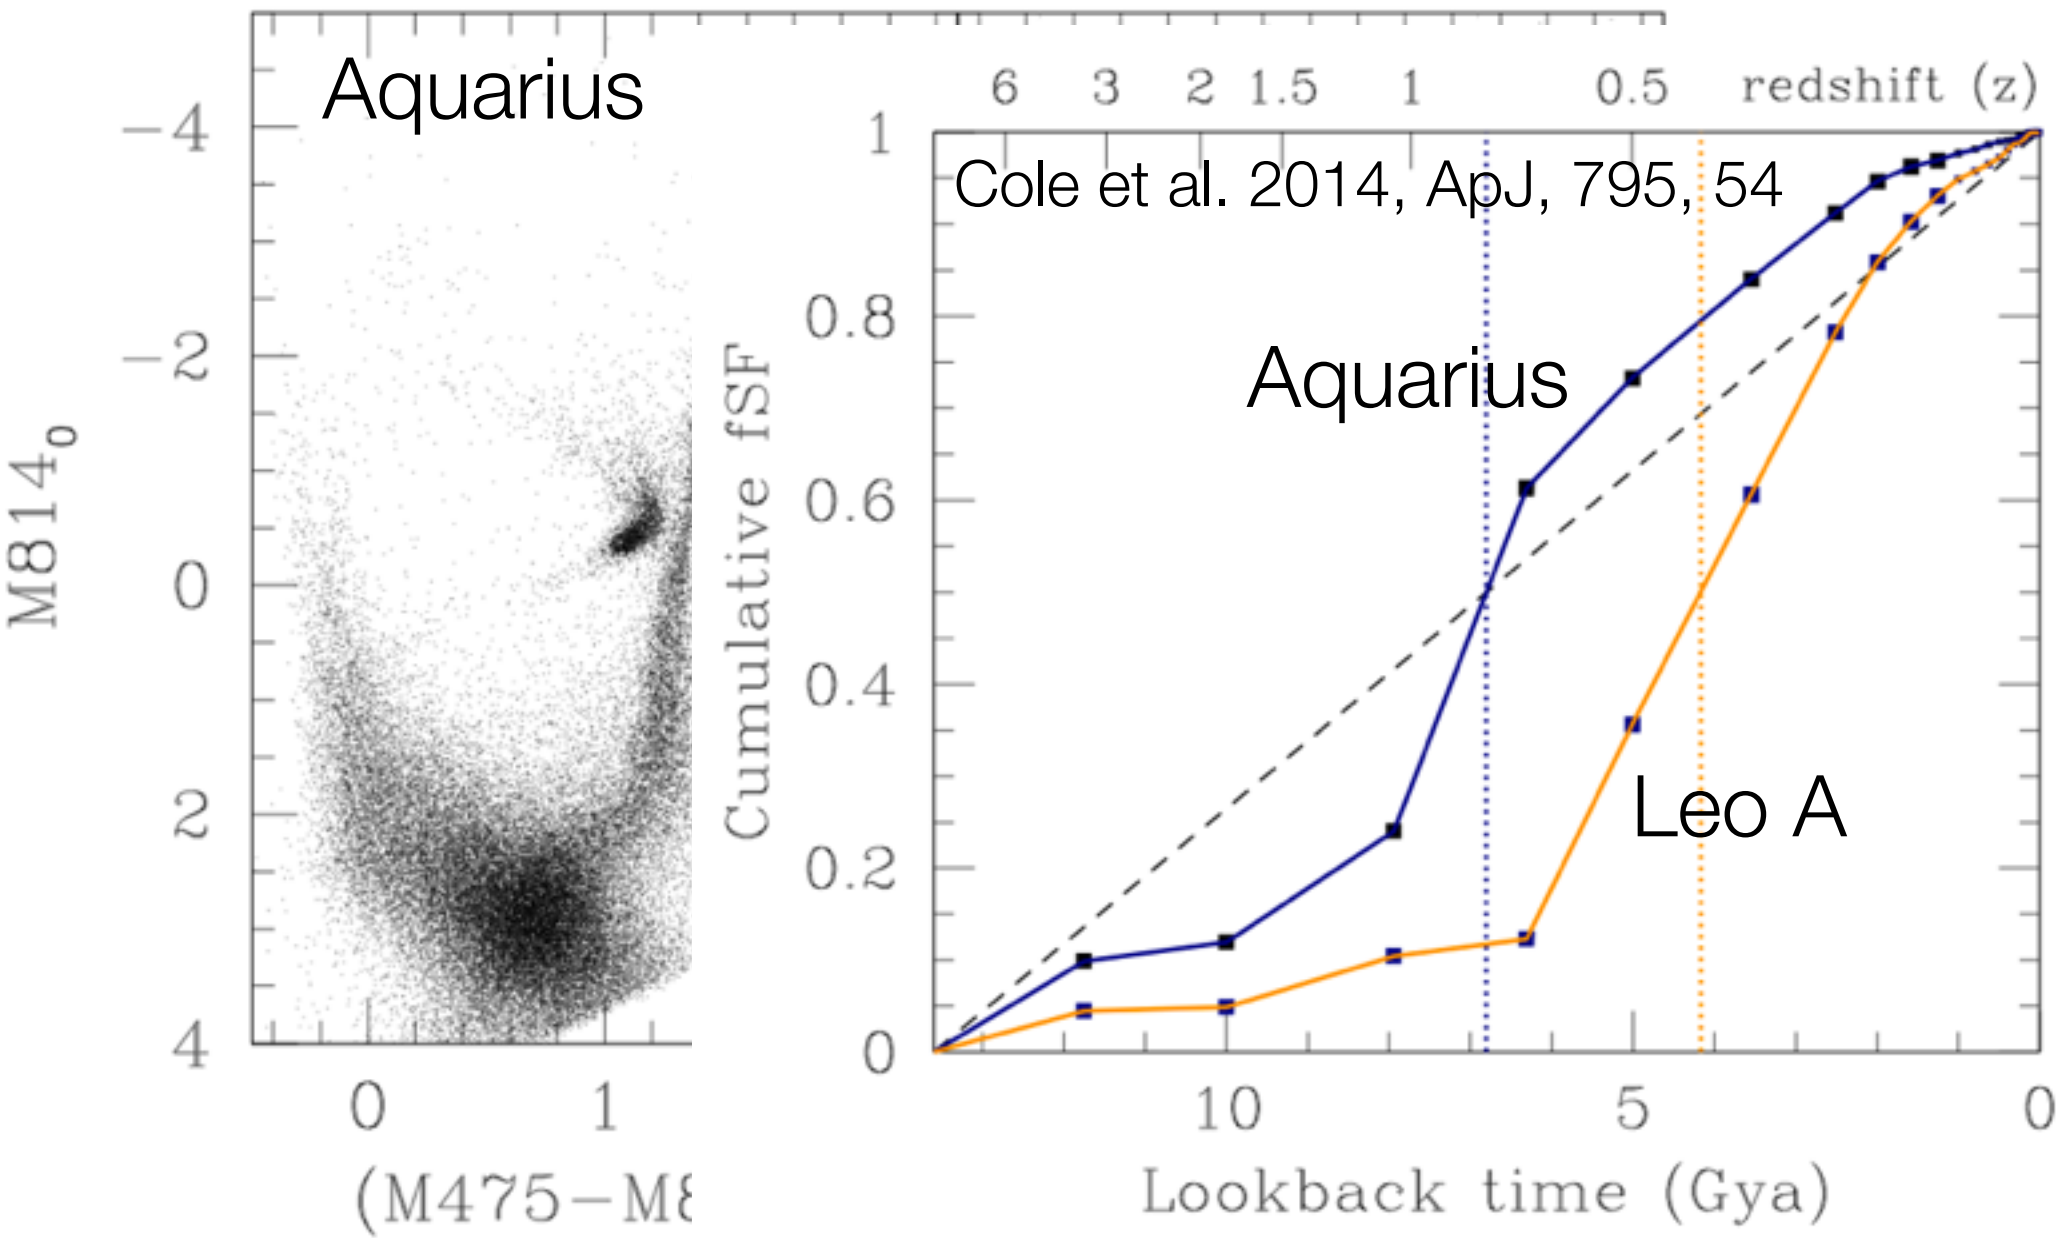 Aquarius
-4
-2
0
2
4
M814₀
0
1
(M475-M8
6 3 2 1.5 1 0.5 redshift (z)
Cole et al. 2014, ApJ, 795, 54
Aquarius
Leo A
1
0.8
0.6
0.4
0.2
0
Cumulative fSF
10 5 0
Lookback time (Gya)